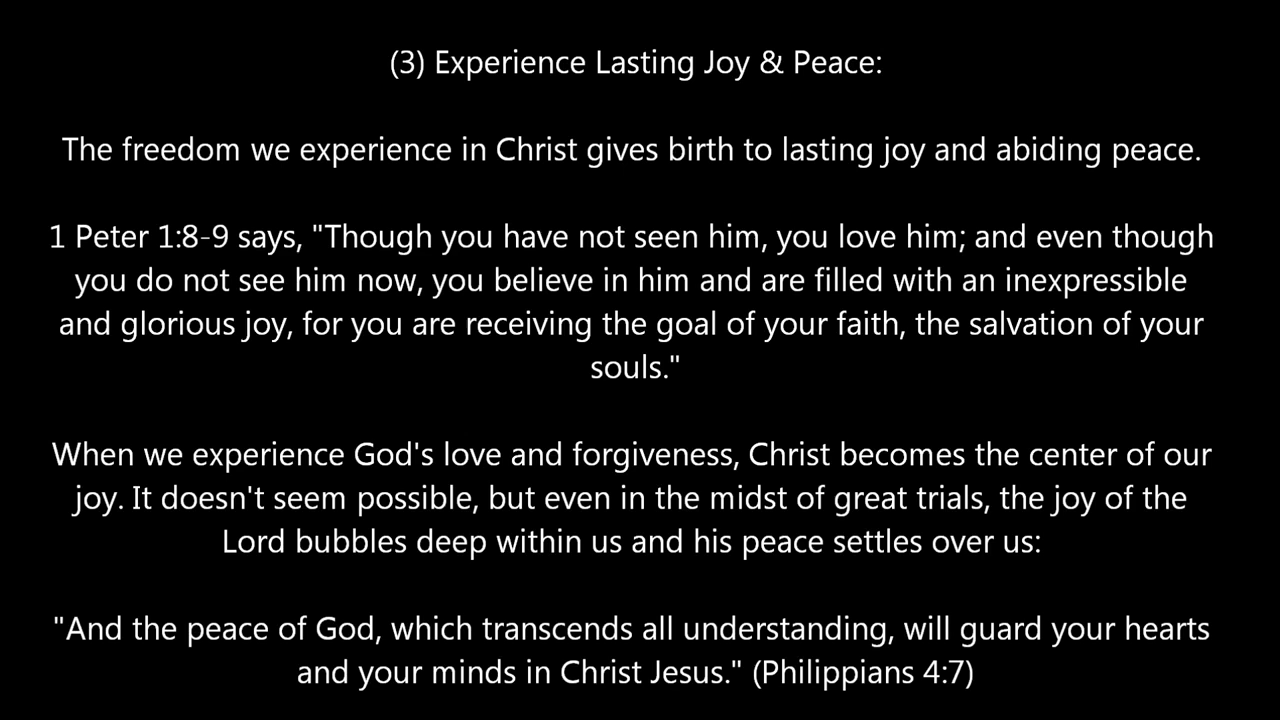 (3) Experience Lasting Joy & Peace:
The freedom we experience in Christ gives birth to lasting joy and abiding peace.
1 Peter 1:8-9 says, "Though you have not seen him, you love him; and even though
you do not see him now, you believe in him and are filled with an inexpressible
and glorious joy, for you are receiving the goal of your faith, the salvation of your
souls."
When we experience God's love and forgiveness, Christ becomes the center of our
joy. It doesn't seem possible, but even in the midst of great trials, the joy of the
Lord bubbles deep within us and his peace settles over us:
"And the peace of God, which transcends all understanding, will guard your hearts
and your minds in Christ Jesus." (Philippians 4:7)